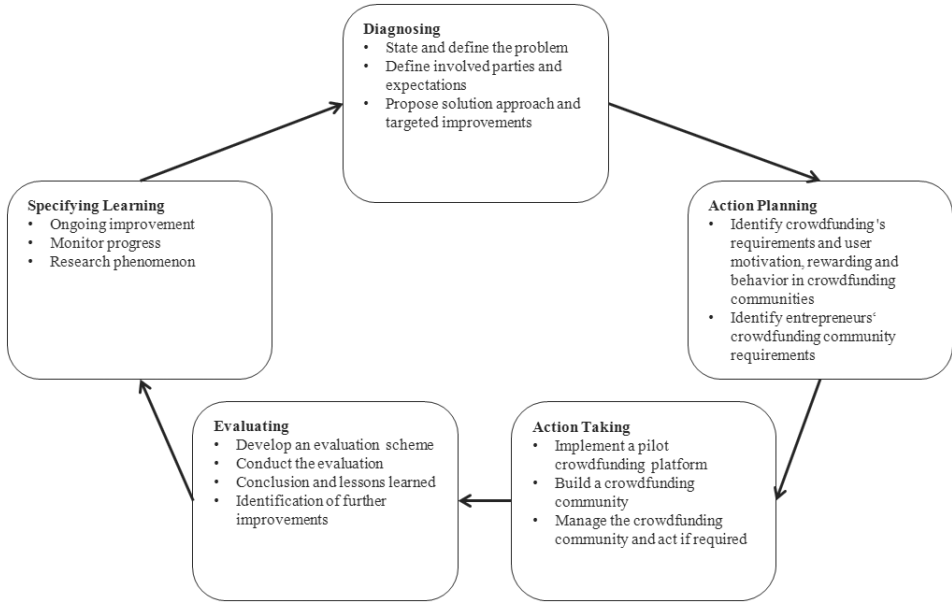 Diagnosing
• State and define the problem
• Define involved parties and
expectations
• Propose solution approach and
targeted improvements
Specifying Learning
• Ongoing improvement
• Monitor progress
• Research phenomenon
Action Planning
• Identify crowdfunding‘s
requirements and user
motivation, rewarding and
behavior in crowdfunding
communities
• Identify entrepreneurs‘
crowdfunding community
requirements
Evaluating
• Develop an evaluation scheme
• Conduct the evaluation
• Conclusion and lessons learned
• Identification of further
improvements
Action Taking
• Implement a pilot
crowdfunding platform
• Build a crowdfunding
community
• Manage the crowdfunding
community and act if required